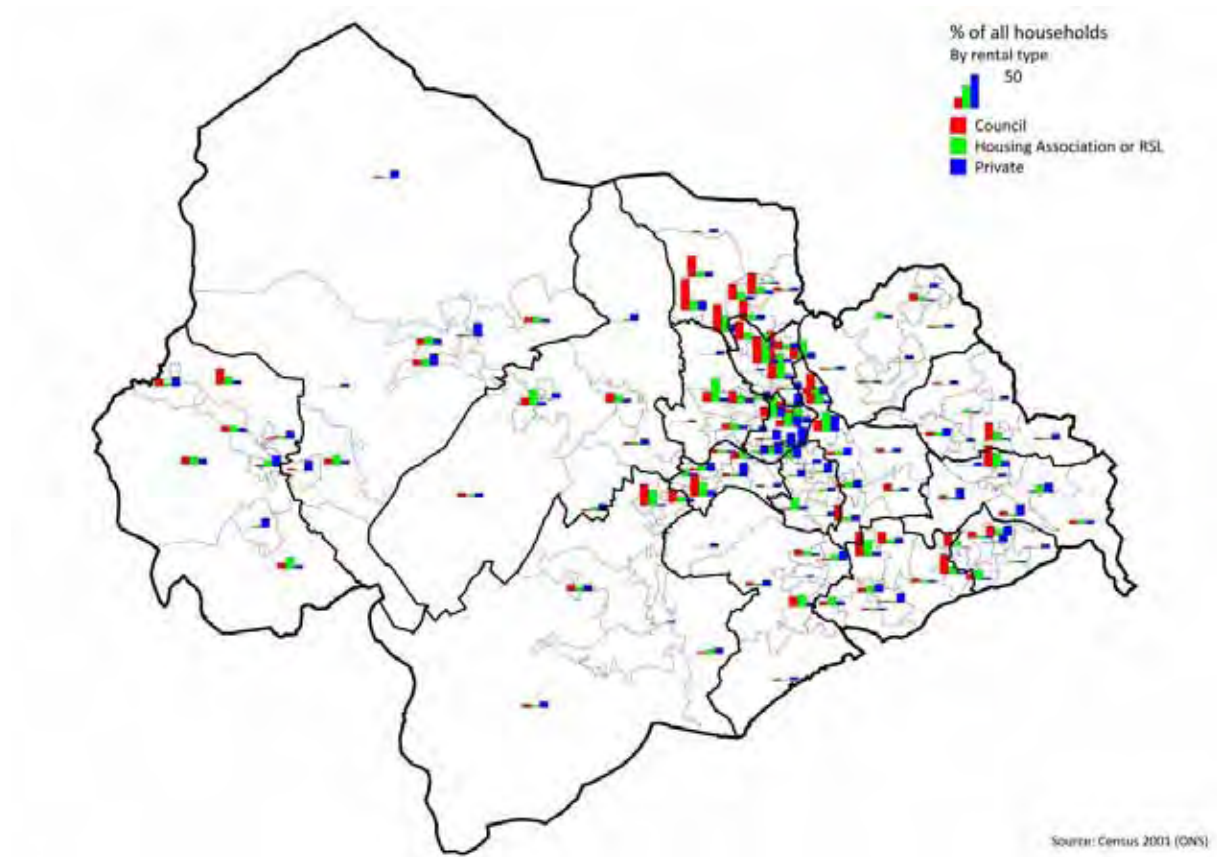 % of all households
By rental type
50
Council
Housing Association or RSL
Private
Source: Census 2001 (ONS)